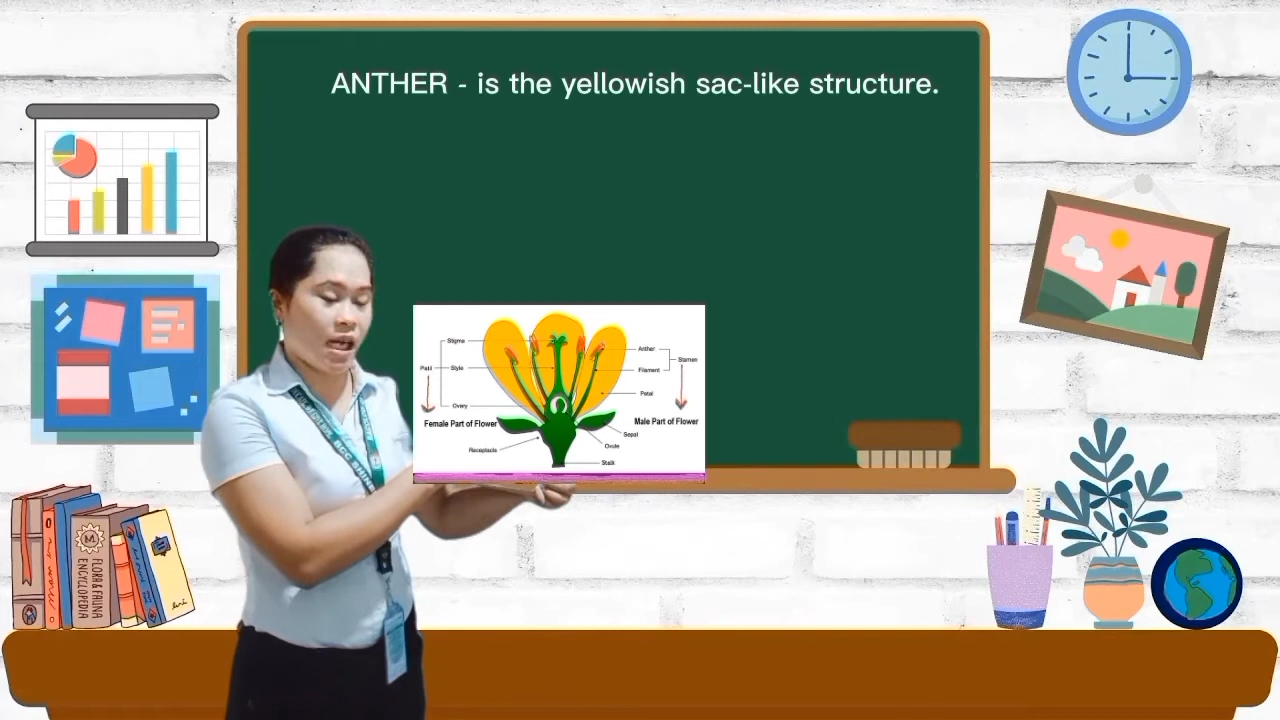 ANTHER - is the yellowish sac-like structure.
Stigma
Anther
Stamen
Pistil
Style
Filament
Petal
Ovary
Female Part of Flower
Male Part of Flower
Sepal
Ovule
Receptacle
Stalk
M
FLORA & FAUNA
ENCYCLOPEDIA